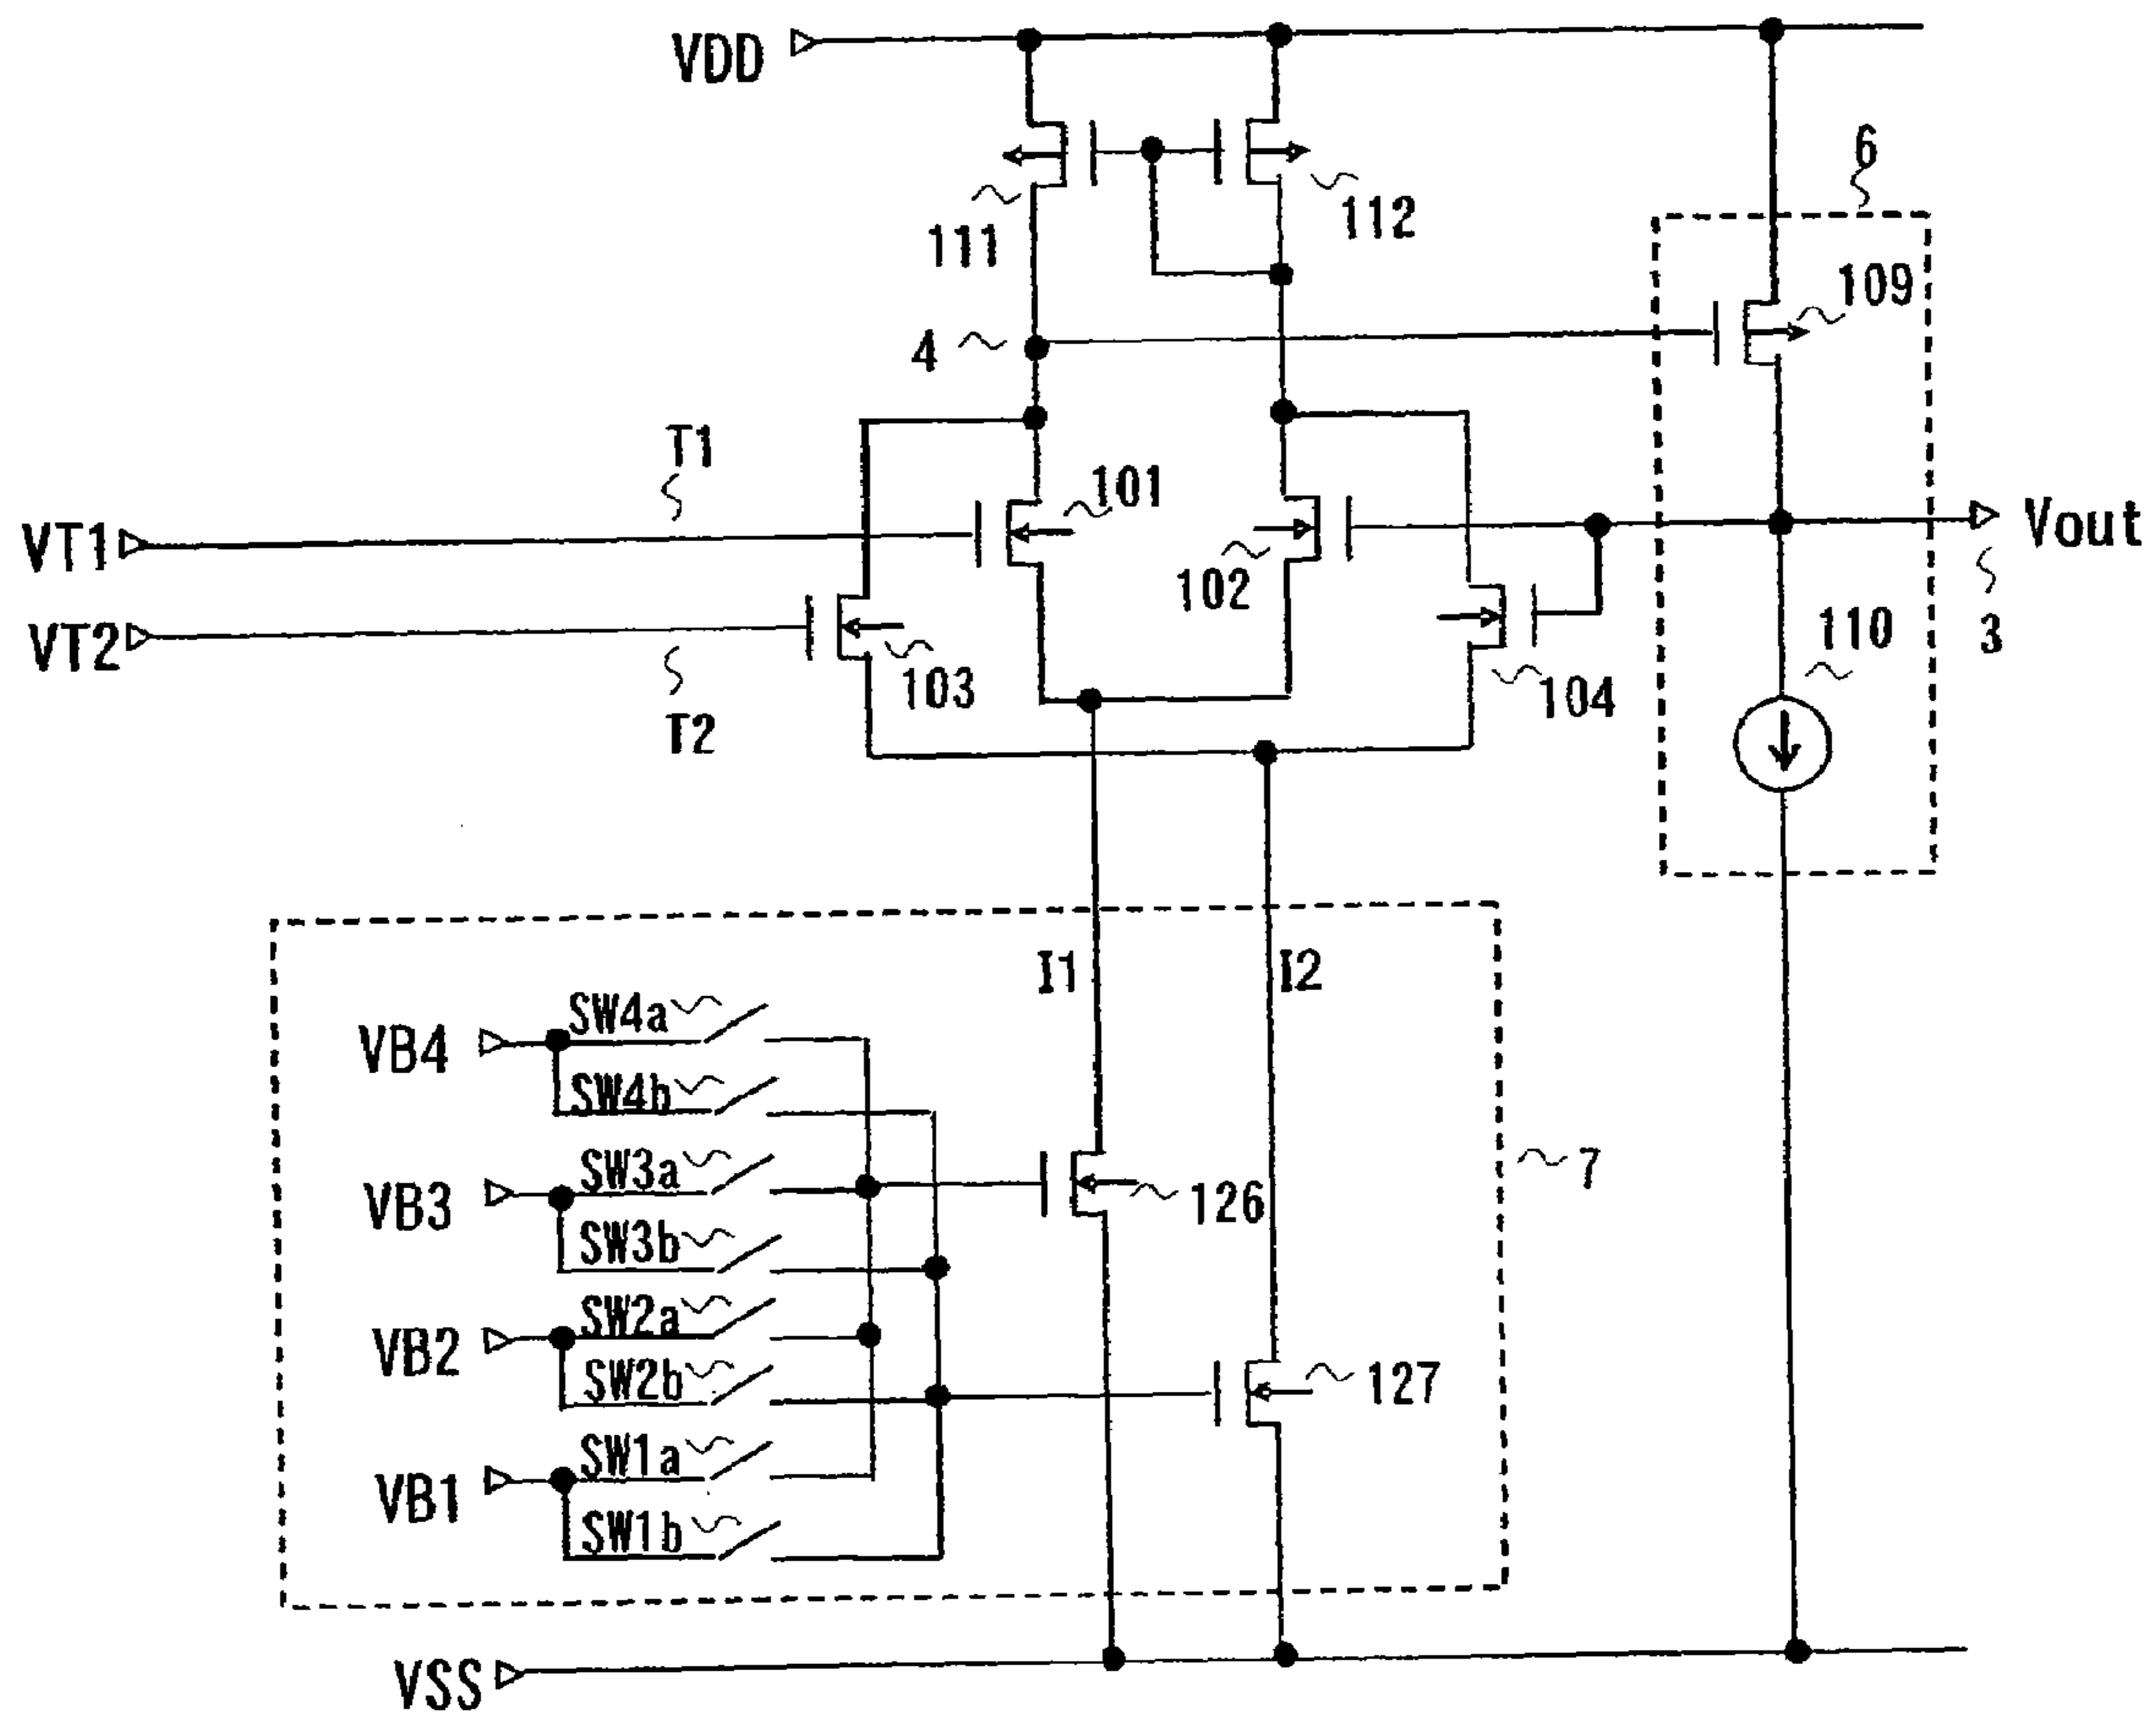 VDD
6
111
112
109
4
T1
101
VT1
102
Vout
VT2
103
104
110
3
T2
I1
I2
SW4a
VB4
SW4b
SW3a
7
VB3
126
SW3b
SW2a
VB2
SW2b
127
SW1a
VB1
SW1b
VSS